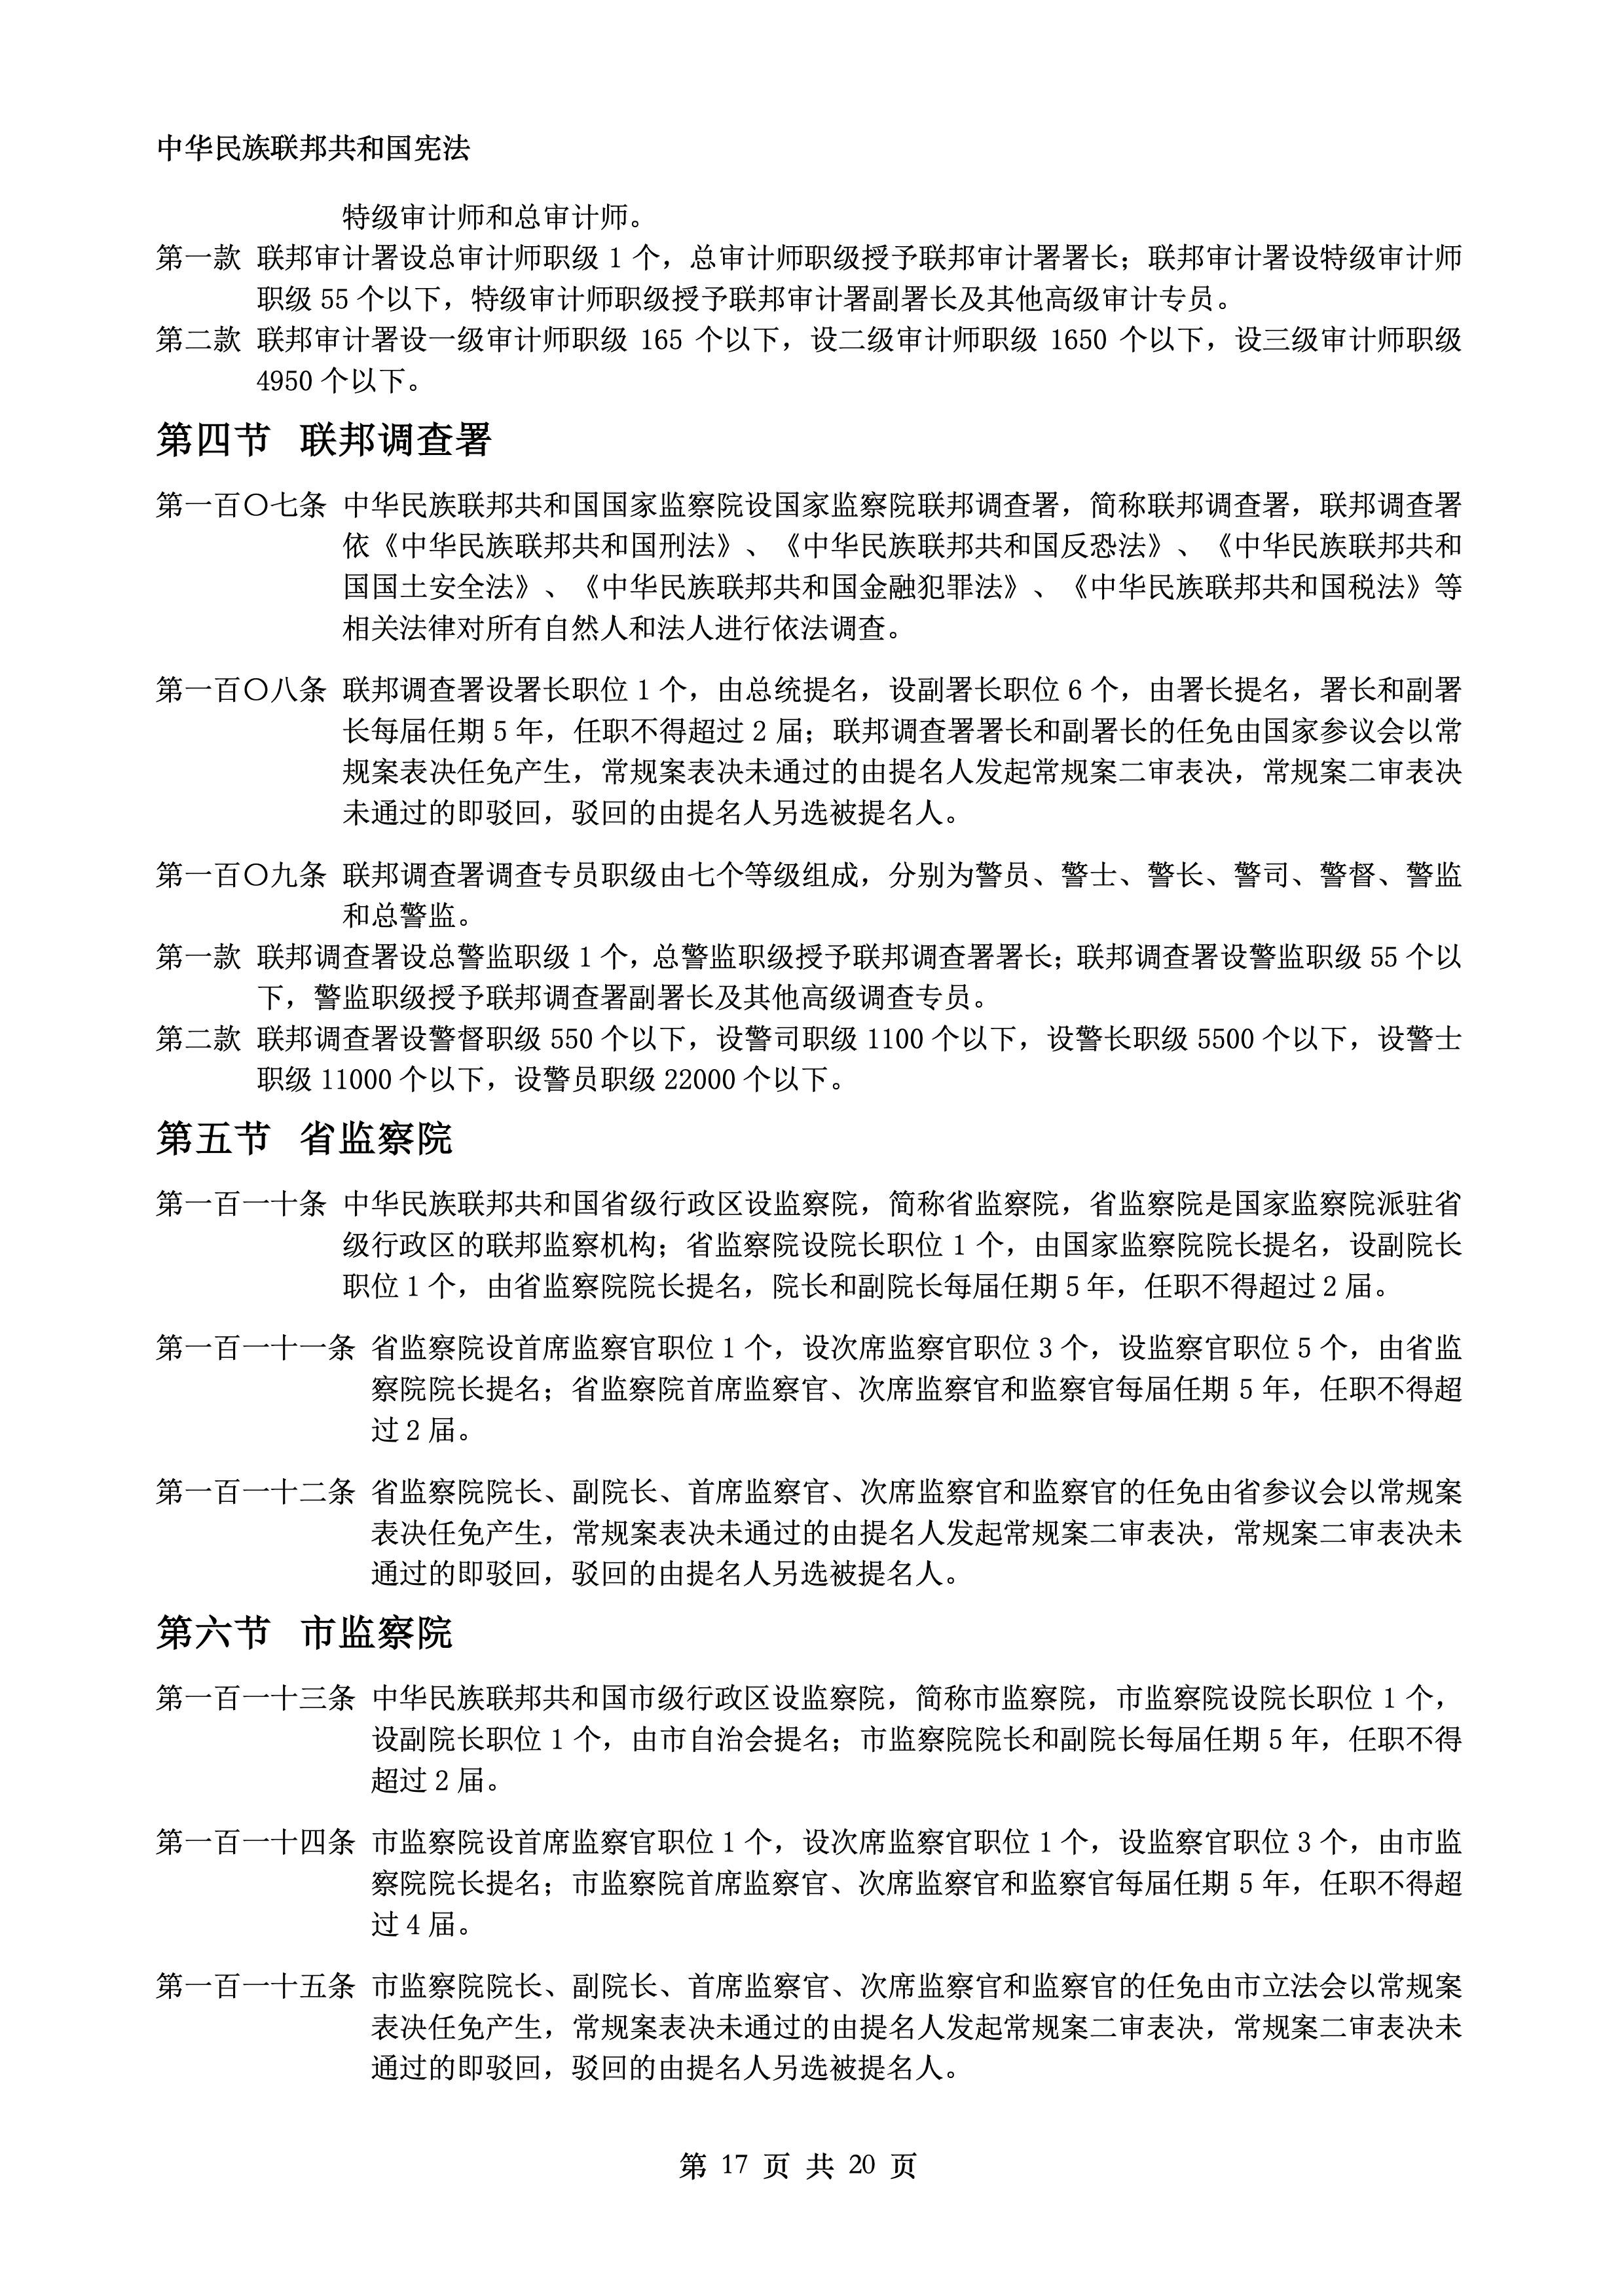 中华民族联邦共和国宪法
特级审计师和总审计师。
第一款 联邦审计署设总审计师职级 1 个，总审计师职级授予联邦审计署署长；联邦审计署设特级审计师
职级 55 个以下，特级审计师职级授予联邦审计署副署长及其他高级审计专员。
第二款 联邦审计署设一级审计师职级 165 个以下，设二级审计师职级 1650 个以下，设三级审计师职级
4950 个以下。
第四节 联邦调查署
第一百〇七条 中华民族联邦共和国国家监察院设国家监察院联邦调查署，简称联邦调查署，联邦调查署
依《中华民族联邦共和国刑法》、《中华民族联邦共和国反恐法》、《中华民族联邦共和
国国土安全法》、《中华民族联邦共和国金融犯罪法》、《中华民族联邦共和国税法》等
相关法律对所有自然人和法人进行依法调查。
第一百〇八条 联邦调查署设署长职位 1 个，由总统提名，设副署长职位 6 个，由署长提名，署长和副署
长每届任期 5 年，任职不得超过 2 届；联邦调查署署长和副署长的任免由国家参议会以常
规案表决任免产生，常规案表决未通过的由提名人发起常规案二审表决，常规案二审表决
未通过的即驳回，驳回的由提名人另选被提名人。
第一百〇九条 联邦调查署调查专员职级由七个等级组成，分别为警员、警士、警长、警司、警督、警监
和总警监。
第一款 联邦调查署设总警监职级 1 个，总警监职级授予联邦调查署署长；联邦调查署设警监职级 55 个以
下，警监职级授予联邦调查署副署长及其他高级调查专员。
第二款 联邦调查署设警督职级 550 个以下，设警司职级 1100 个以下，设警长职级 5500 个以下，设警士
职级 11000 个以下，设警员职级 22000 个以下。
第五节 省监察院
第一百一十条 中华民族联邦共和国省级行政区设监察院，简称省监察院，省监察院是国家监察院派驻省
级行政区的联邦监察机构；省监察院设院长职位 1 个，由国家监察院院长提名，设副院长
职位 1 个，由省监察院院长提名，院长和副院长每届任期 5 年，任职不得超过 2 届。
第一百一十一条 省监察院设首席监察官职位 1 个，设次席监察官职位 3 个，设监察官职位 5 个，由省监
察院院长提名；省监察院首席监察官、次席监察官和监察官每届任期 5 年，任职不得超
过 2 届。
第一百一十二条 省监察院院长、副院长、首席监察官、次席监察官和监察官的任免由省参议会以常规案
表决任免产生，常规案表决未通过的由提名人发起常规案二审表决，常规案二审表决未
通过的即驳回，驳回的由提名人另选被提名人。
第六节 市监察院
第一百一十三条 中华民族联邦共和国市级行政区设监察院，简称市监察院，市监察院设院长职位 1 个，
设副院长职位 1 个，由市自治会提名；市监察院院长和副院长每届任期 5 年，任职不得
超过 2 届。
第一百一十四条 市监察院设首席监察官职位 1 个，设次席监察官职位 1 个，设监察官职位 3 个，由市监
察院院长提名；市监察院首席监察官、次席监察官和监察官每届任期 5 年，任职不得超
过 4 届。
第一百一十五条 市监察院院长、副院长、首席监察官、次席监察官和监察官的任免由市立法会以常规案
表决任免产生，常规案表决未通过的由提名人发起常规案二审表决，常规案二审表决未
通过的即驳回，驳回的由提名人另选被提名人。
第 17 页 共 20 页